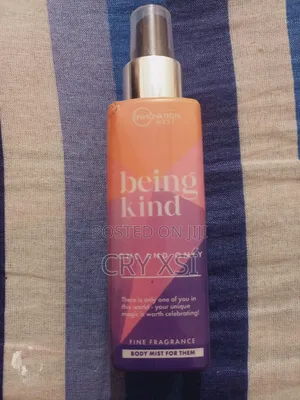 being
kind
POSTED ON JIJI
CRY XSI
There is only one of you in
this world - your unique
magic is worth celebrating!
FINE FRAGRANCE
BODY MIST FOR THEM